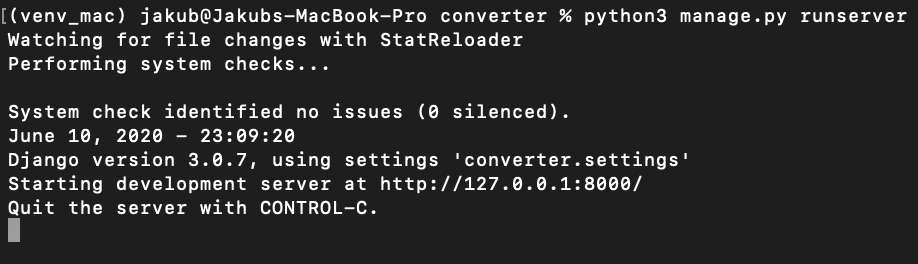 [(venv_mac) jakub@Jakubs-MacBook-Pro converter % python3 manage.py runserver
Watching for file changes with StatReloader
Performing system checks...

System check identified no issues (0 silenced).
June 10, 2020 - 23:09:20
Django version 3.0.7, using settings 'converter.settings'
Starting development server at http://127.0.0.1:8000/
Quit the server with CONTROL-C.